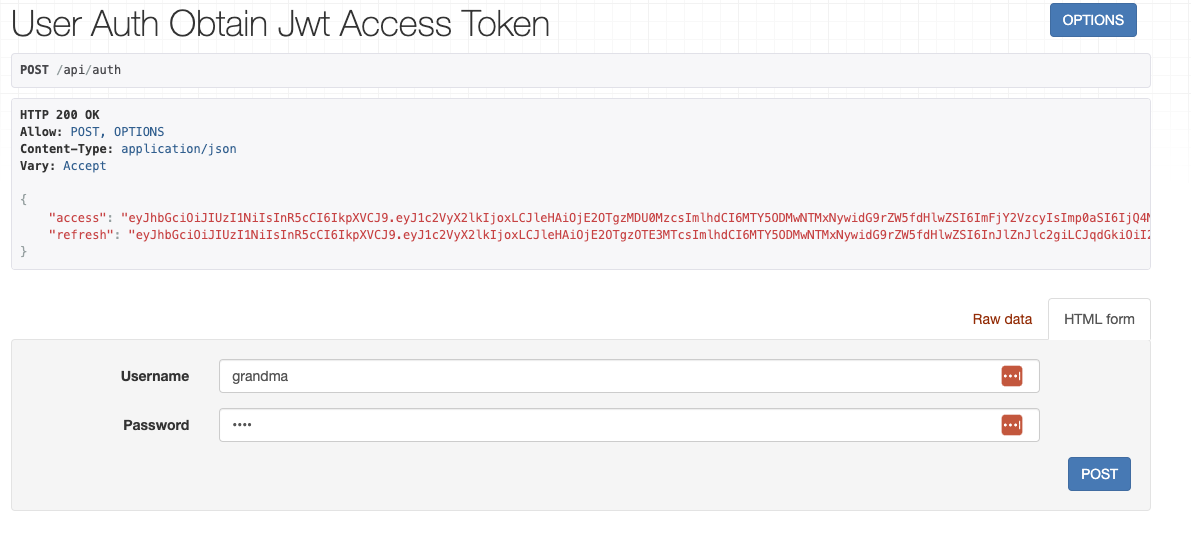 User Auth Obtain Jwt Access Token
OPTIONS
POST /api/auth
HTTP 200 OK
Allow: POST, OPTIONS
Content-Type: application/json
Vary: Accept
{
"access": "eyJhbGciOiJIUzI1NiIsInR5cCI6IkpXVCJ9.eyJ1c2VyX2lkIjoxLCJleHAiOjE2OTgzMDU0MzcsImlhdCI6MTY5ODMwNTMxNywidG9rZW5fdHlwZSI6ImFjY2VzcyIsImp0aSI6IjQ4N
"refresh": "eyJhbGciOiJIUzI1NiIsInR5cCI6IkpXVCJ9.eyJ1c2VyX2lkIjoxLCJleHAiOjE2OTgzOTE3MTcsImlhdCI6MTY5ODMwNTMxNywidG9rZW5fdHlwZSI6InJlZnJlc2giLCJqdGkiOiI2
}
Raw data
HTML form
Username
grandma
Password
••••
POST